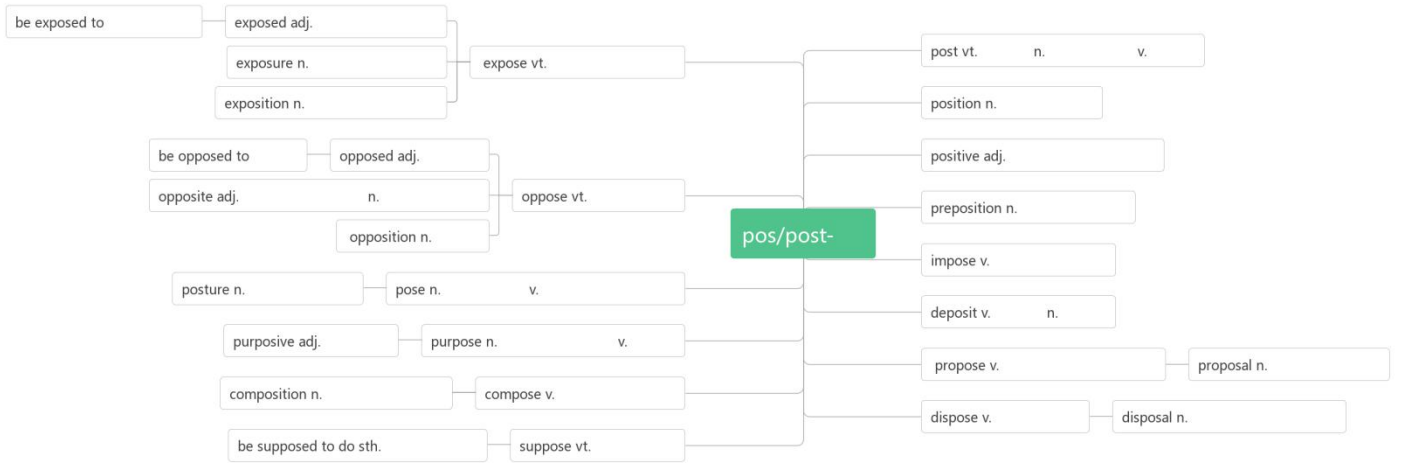 be exposed to
exposed adj.
exposure n.
exposition n.
expose vt.
be opposed to
opposed adj.
opposite adj. n.
opposition n.
oppose vt.
posture n.
pose n. v.
purposive adj.
purpose n. v.
composition n.
compose v.
be supposed to do sth.
suppose vt.
pos/post-
post vt. n. v.
position n.
positive adj.
preposition n.
impose v.
deposit v. n.
propose v.
proposal n.
dispose v.
disposal n.